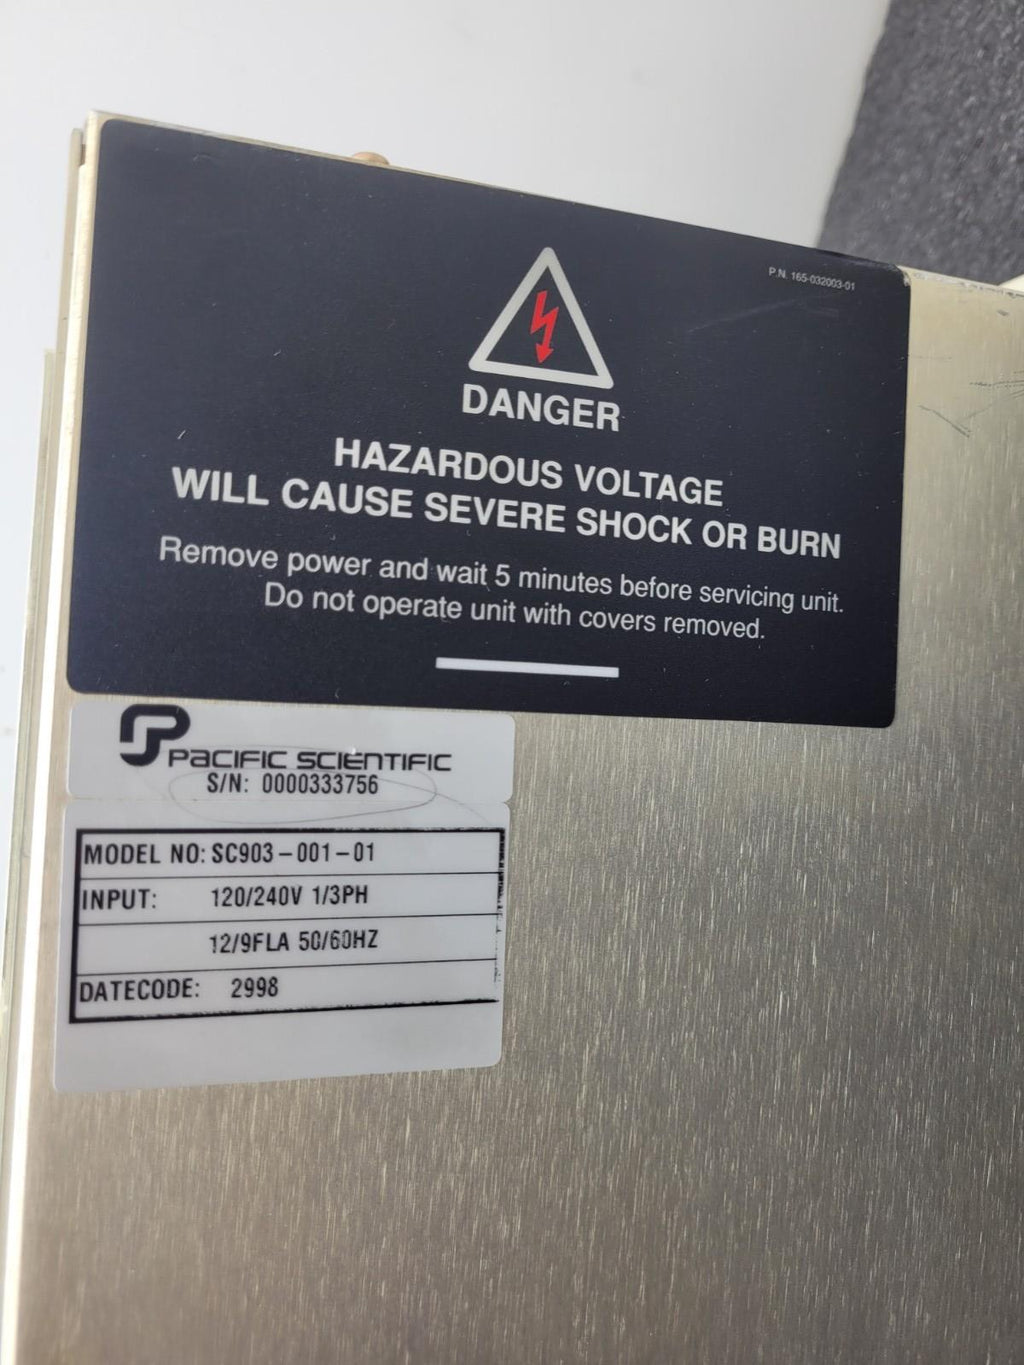 P.N. 165-032003-01
DANGER
HAZARDOUS VOLTAGE
WILL CAUSE SEVERE SHOCK OR BURN
Remove power and wait 5 minutes before servicing unit.
Do not operate unit with covers removed.
PACIFIC SCIENTIFIC
S/N: 0000333756
MODEL NO: SC903-001-01
INPUT: 120/240V 1/3PH
12/9FLA 50/60HZ
DATECODE: 2998